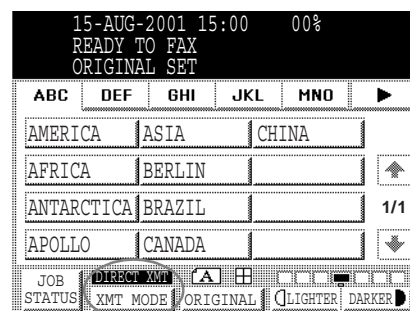 15-AUG-2001 15:00 00%
READY TO FAX
ORIGINAL SET
ABC DEF GHI JKL MNO
AMERICA ASIA CHINA
AFRICA BERLIN
ANTARCTICA BRAZIL 1/1
APOLLO CANADA
DIRECT XMT A
JOB STATUS XMT MODE ORIGINAL LIGHTER DARKER